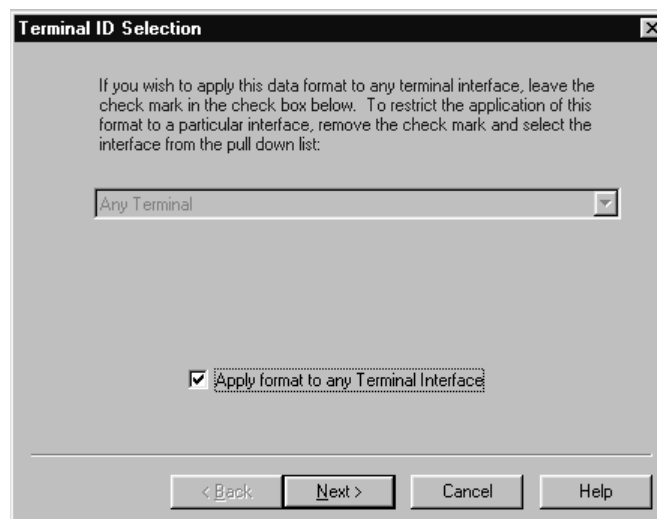 Terminal ID Selection
If you wish to apply this data format to any terminal interface, leave the
check mark in the check box below. To restrict the application of this
format to a particular interface, remove the check mark and select the
interface from the pull down list:
Any Terminal
Apply format to any Terminal Interface
< Back
Next >
Cancel
Help